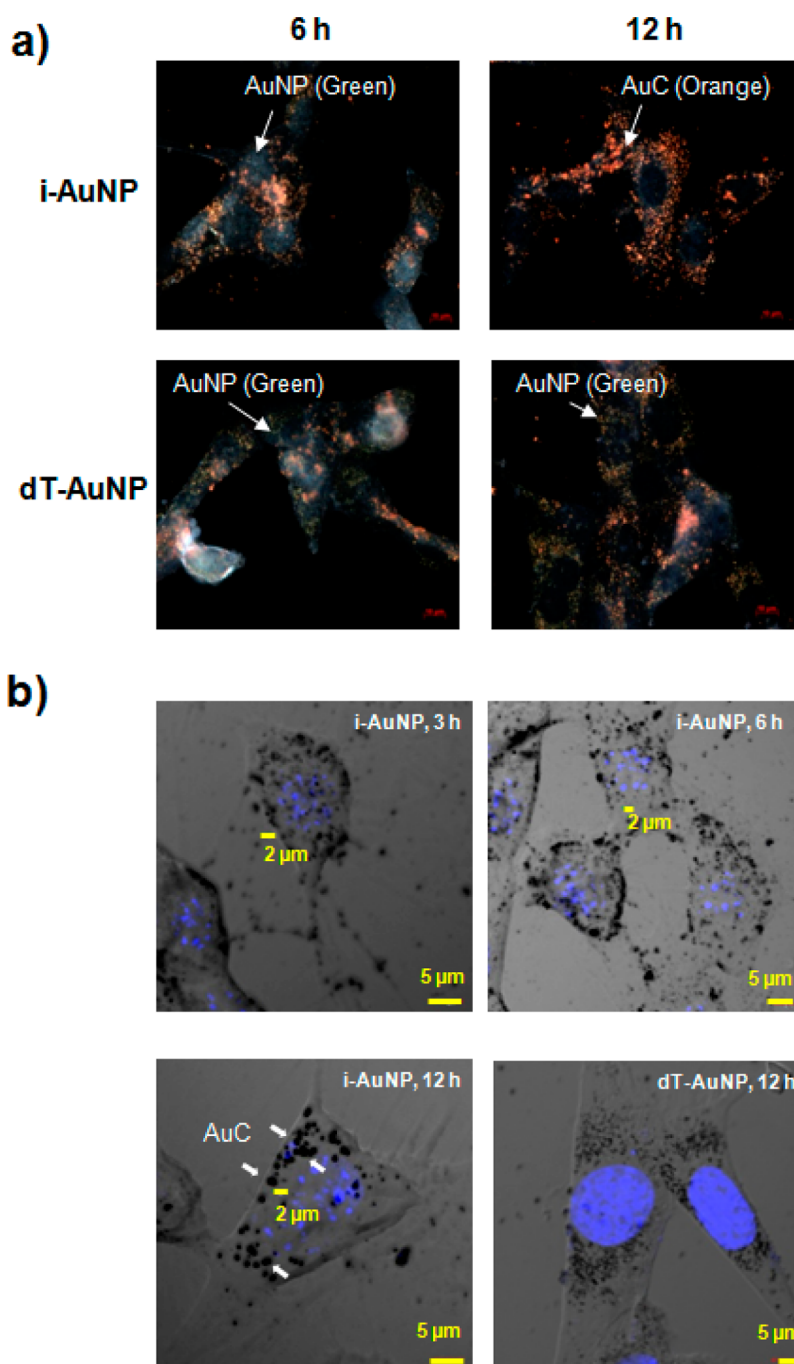 a)
6 h
12 h
i-AuNP
AuNP (Green)
AuC (Orange)
dT-AuNP
AuNP (Green)
AuNP (Green)
b)
i-AuNP, 3 h
2 µm
5 µm
i-AuNP, 6 h
2 µm
5 µm
i-AuNP, 12 h
AuC
2 µm
5 µm
dT-AuNP, 12 h
5 µm